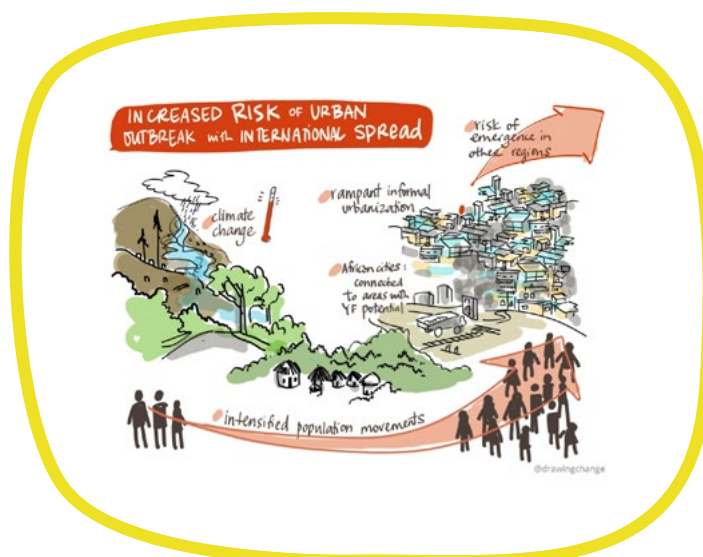 INCREASED RISK OF URBAN
OUTBREAK with INTERNATIONAL SPREAD
risk of
emergence in
other regions
climate
change
rampant informal
urbanization
African cities:
connected
to areas with
YF potential
intensified population movements
@drawingchange